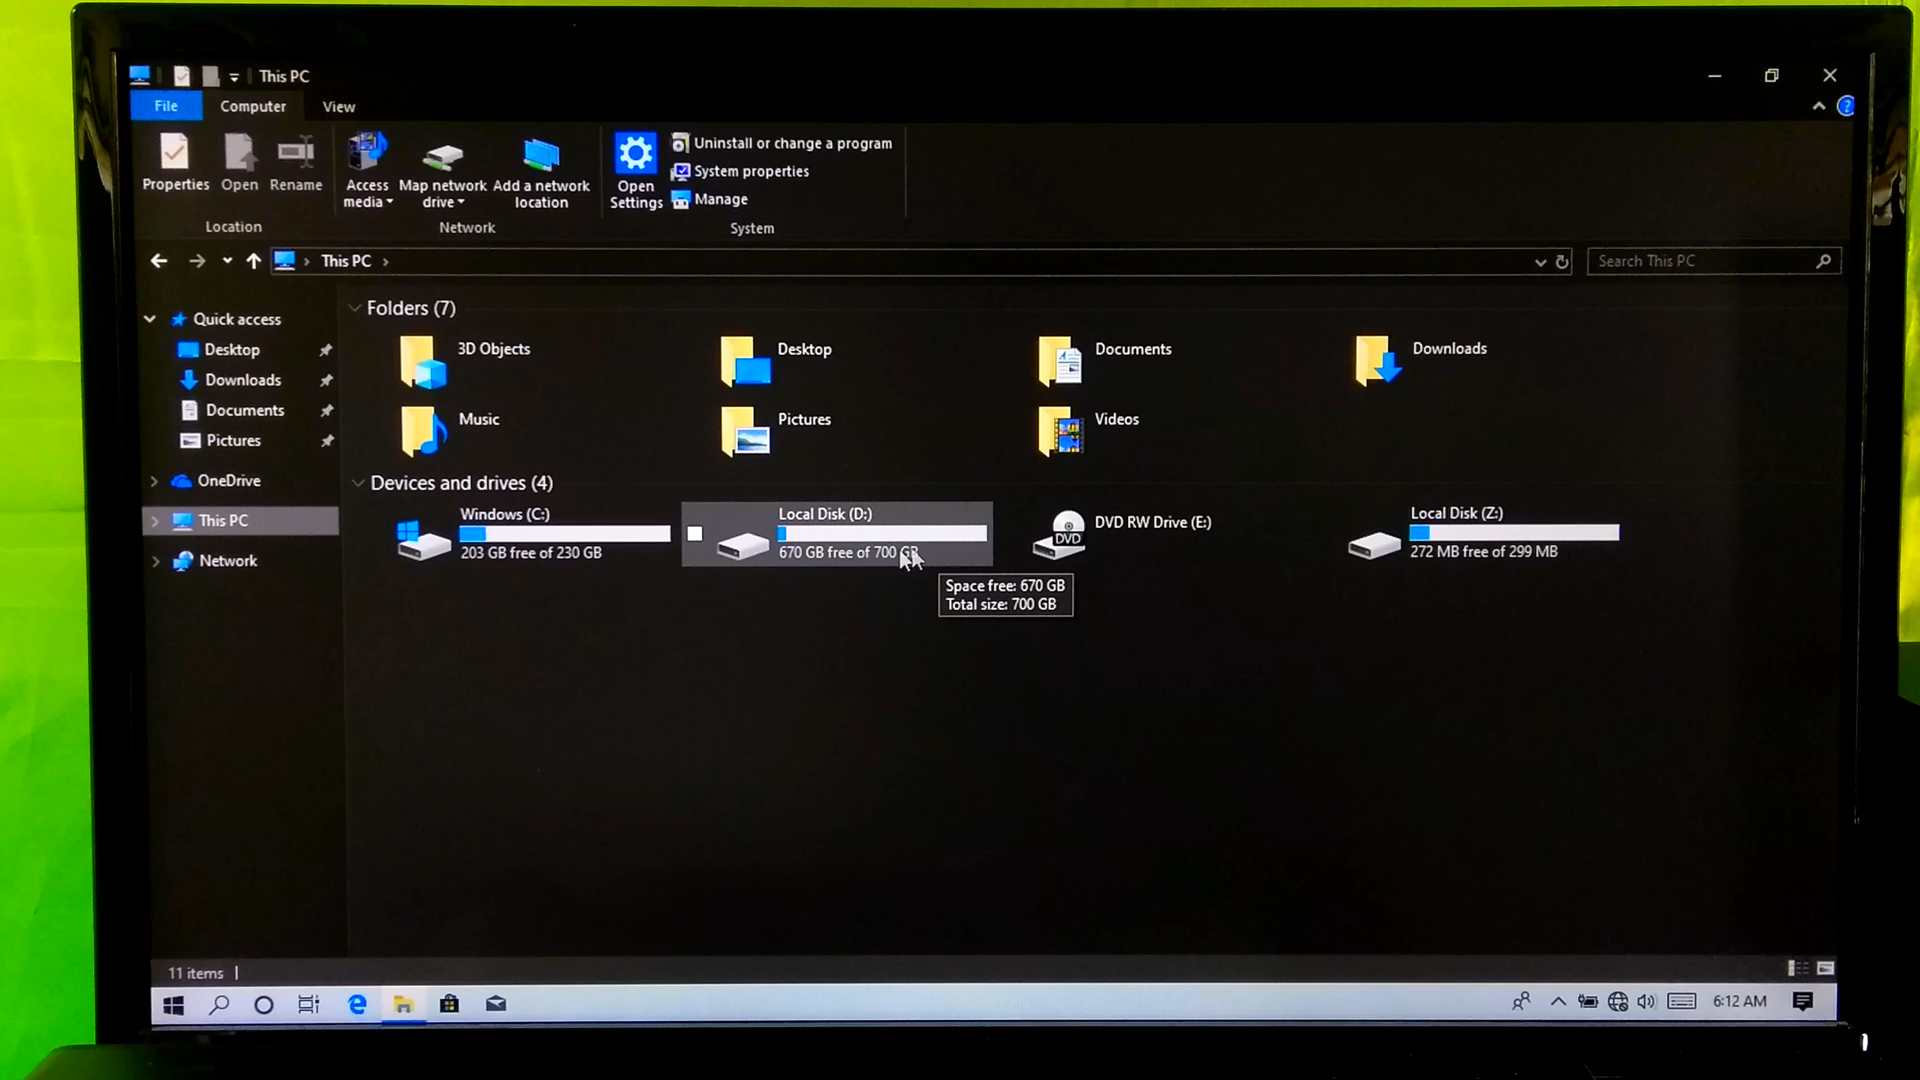 This PC
File
Computer
View
Properties
Open
Rename
Access
media
Map network
drive
Add a network
location
Open
Settings
Uninstall or change a program
System properties
Manage
Location
Network
System
This PC
Search This PC
Quick access
Desktop
Downloads
Documents
Pictures
OneDrive
This PC
Network
Folders (7)
3D Objects
Desktop
Documents
Downloads
Music
Pictures
Videos
Devices and drives (4)
Windows (C:)
203 GB free of 230 GB
Local Disk (D:)
670 GB free of 700 GB
DVD RW Drive (E:)
DVD
Local Disk (Z:)
272 MB free of 299 MB
Space free: 670 GB
Total size: 700 GB
11 items
6:12 AM